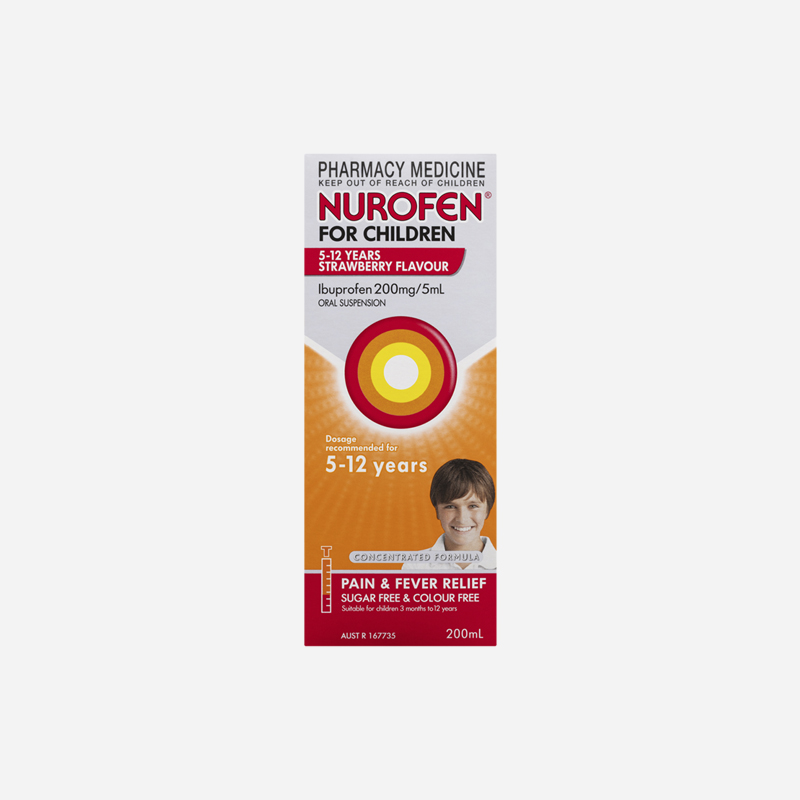 PHARMACY MEDICINE
KEEP OUT OF REACH OF CHILDREN
NUROFEN®
FOR CHILDREN
5-12 YEARS
STRAWBERRY FLAVOUR
Ibuprofen 200mg/5mL
ORAL SUSPENSION
Dosage
recommended for
5-12 years
CONCENTRATED FORMULA
PAIN & FEVER RELIEF
SUGAR FREE & COLOUR FREE
Suitable for children 3 months to 12 years
AUST R 167735
200mL